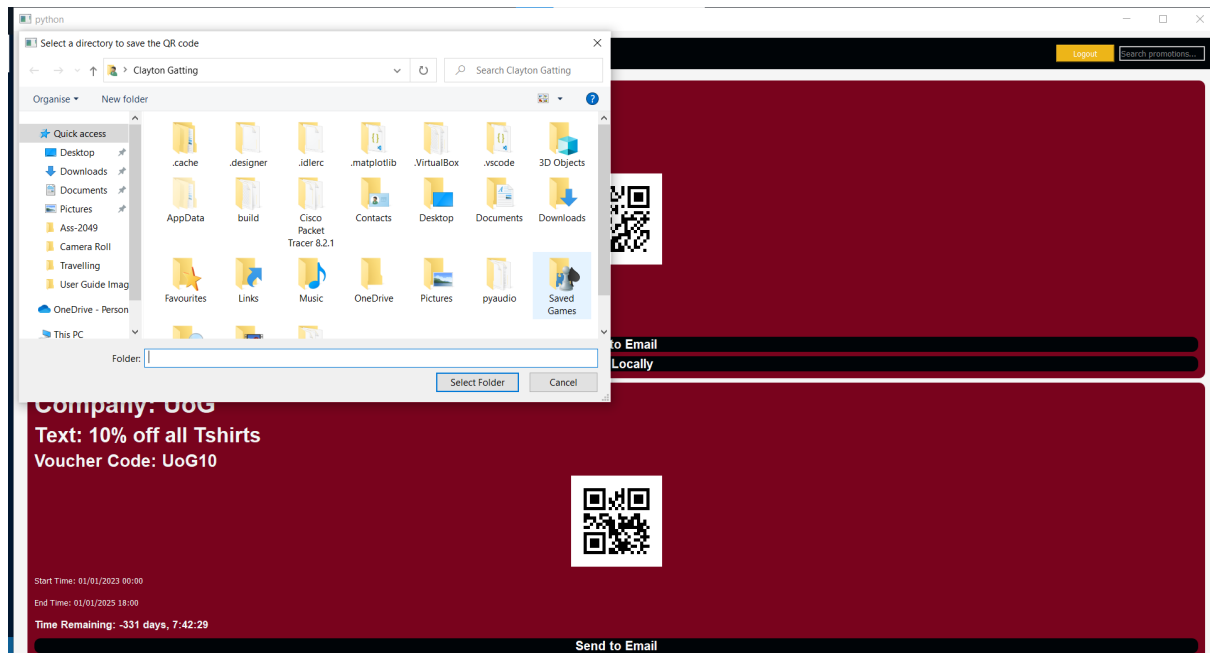 python
Select a directory to save the QR code
Clayton Gatting
Search Clayton Gatting
Logout
Search promotions...
Organise
New folder
Quick access
Desktop
Downloads
Documents
Pictures
Ass-2049
Camera Roll
Travelling
User Guide Imag
OneDrive - Person
This PC
.cache
.designer
.idlerc
.matplotlib
.VirtualBox
.vscode
3D Objects
AppData
build
Cisco
Packet
Tracer 8.2.1
Contacts
Desktop
Documents
Downloads
Favourites
Links
Music
OneDrive
Pictures
pyaudio
Saved
Games
Folder:
Select Folder
Cancel
to Email
Locally
Company: UoG
Text: 10% off all Tshirts
Voucher Code: UoG10
Start Time: 01/01/2023 00:00
End Time: 01/01/2025 18:00
Time Remaining: -331 days, 7:42:29
Send to Email